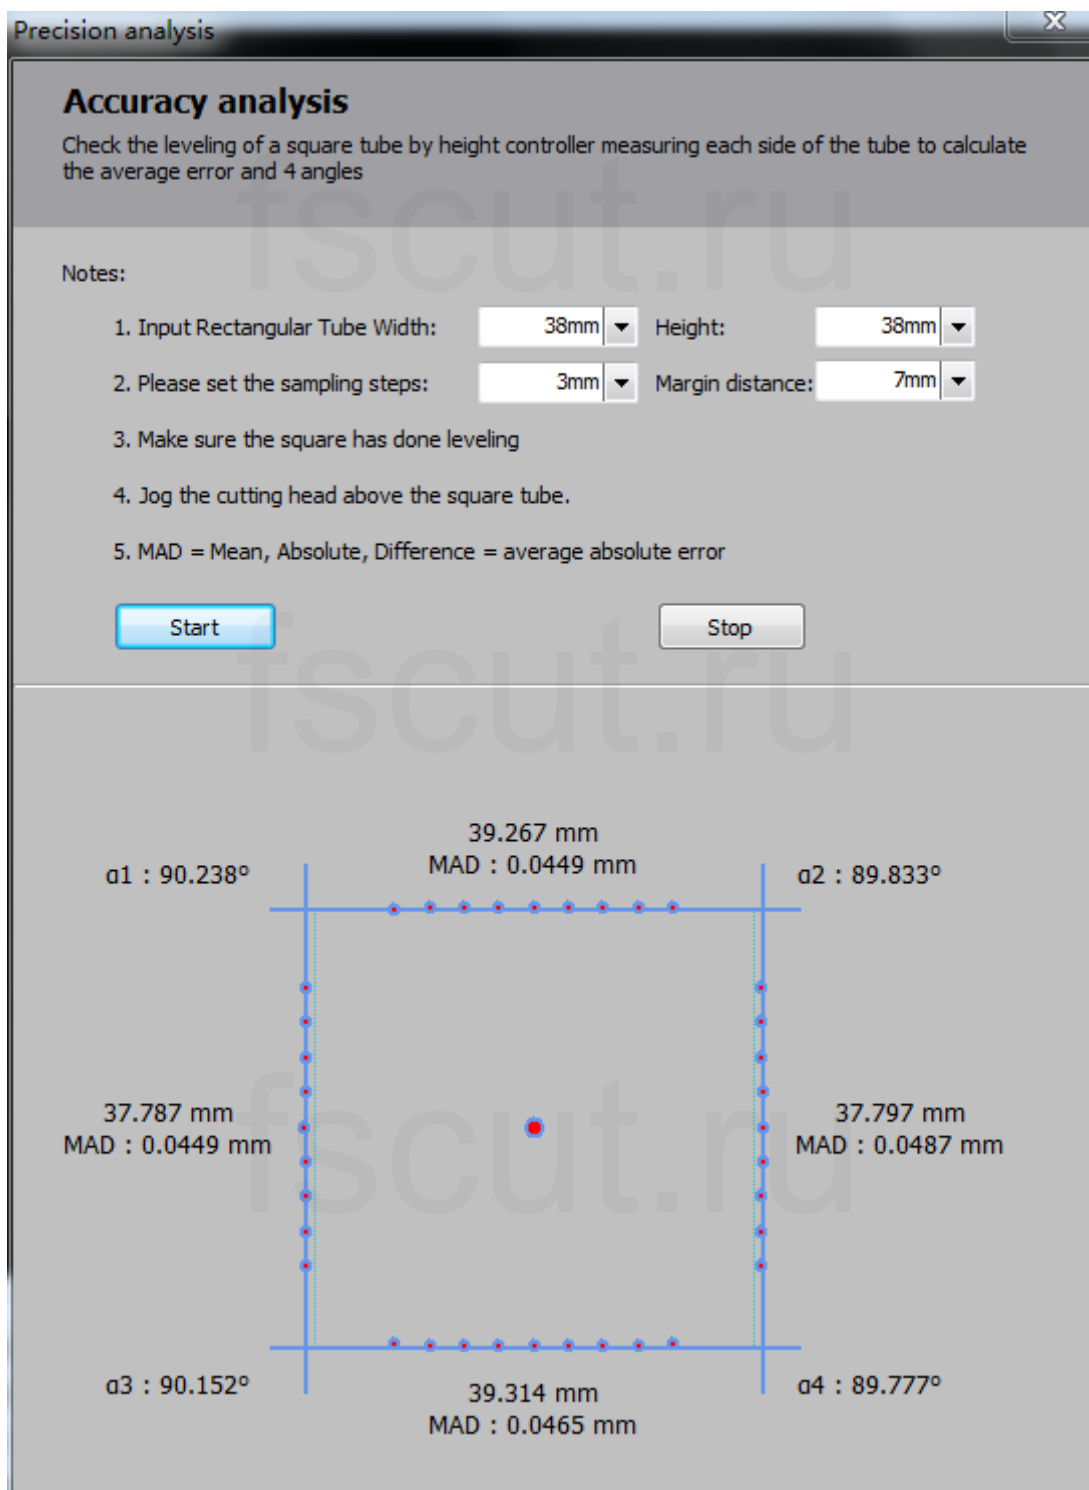 Precision analysis
Accuracy analysis
Check the leveling of a square tube by height controller measuring each side of the tube to calculate
the average error and 4 angles
Notes:
1. Input Rectangular Tube Width: 38mm Height: 38mm
2. Please set the sampling steps: 3mm Margin distance: 7mm
3. Make sure the square has done leveling
4. Jog the cutting head above the square tube.
5. MAD = Mean, Absolute, Difference = average absolute error
Start Stop
39.267 mm
MAD : 0.0449 mm
α1 : 90.238° α2 : 89.833°
37.787 mm
MAD : 0.0449 mm
37.797 mm
MAD : 0.0487 mm
α3 : 90.152° α4 : 89.777°
39.314 mm
MAD : 0.0465 mm
fscut.ru
fscut.ru
fscut.ru